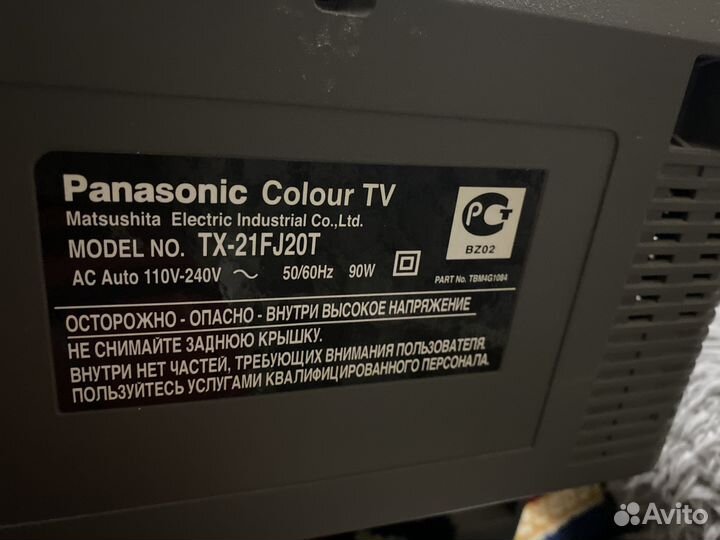 Panasonic Colour TV
Matsushita Electric Industrial Co.,Ltd.
MODEL NO. TX-21FJ20T
AC Auto 110V-240V ~ 50/60Hz 90W
PCT
BZ02
PART No. TBM4G1084
ОСТОРОЖНО - ОПАСНО - ВНУТРИ ВЫСОКОЕ НАПРЯЖЕНИЕ
НЕ СНИМАЙТЕ ЗАДНЮЮ КРЫШКУ.
ВНУТРИ НЕТ ЧАСТЕЙ, ТРЕБУЮЩИХ ВНИМАНИЯ ПОЛЬЗОВАТЕЛЯ.
ПОЛЬЗУЙТЕСЬ УСЛУГАМИ КВАЛИФИЦИРОВАННОГО ПЕРСОНАЛА.
Avito